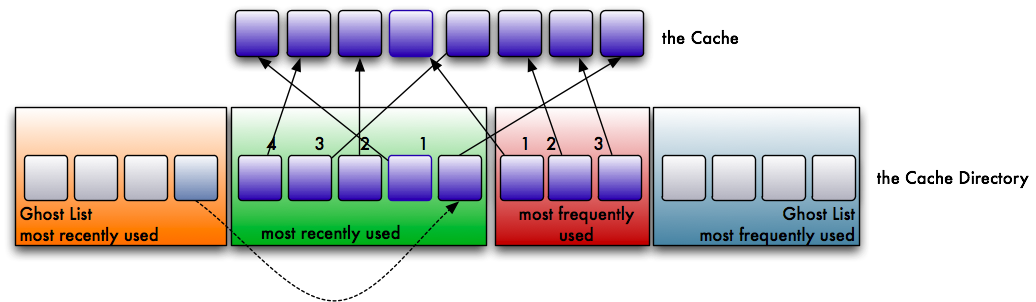 the Cache
4 3 2 1 1 2 3
the Cache Directory
Ghost List
most recently used
most recently used
most frequently
used
Ghost List
most frequently used